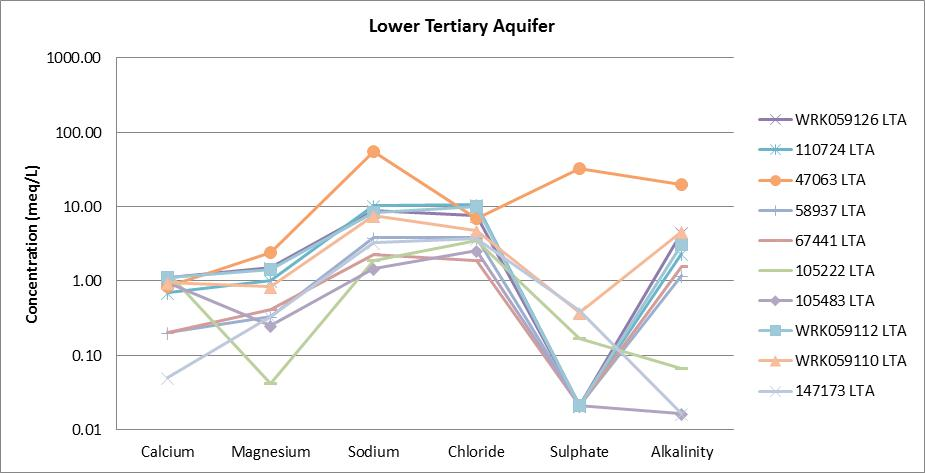 Lower Tertiary Aquifer
1000.00
100.00
10.00
1.00
0.10
0.01
Concentration (meq/L)
Calcium Magnesium Sodium Chloride Sulphate Alkalinity
WRK059126 LTA
110724 LTA
47063 LTA
58937 LTA
67441 LTA
105222 LTA
105483 LTA
WRK059112 LTA
WRK059110 LTA
147173 LTA